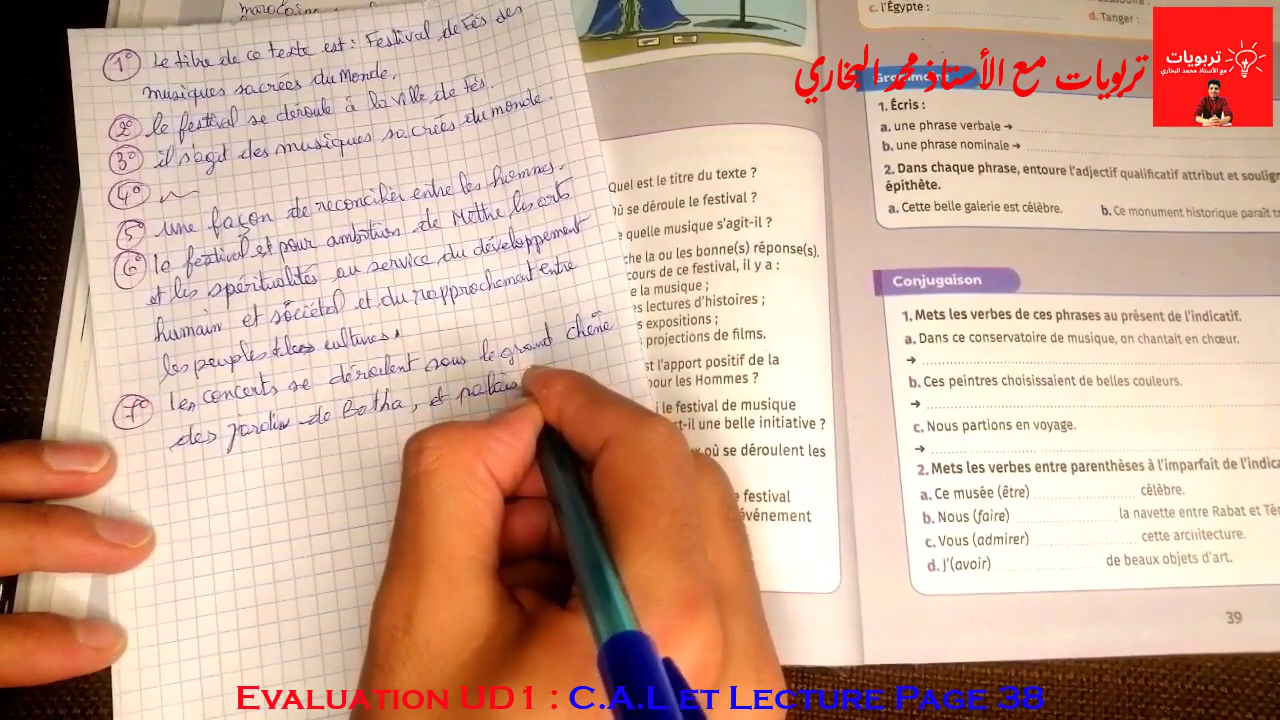 marocaine
1° Le titre de ce texte est : Festival de Fés des
musiques sacrées du Monde.
2° le festival se déroule à la ville de Fés.
3° il s'agit des musiques sacrées du monde.
4°
5° une façon de reconcilier entre les hommes.
6° le festival et pour ambition de Mettre les arts
et les spiritualités au service du développement
humain et sociétal et du rapprochement entre
les peuples et les cultures.
7° les concerts se déroulent sous le grand chêne
des jardin de Batha, et palais
Quel est le titre du texte ?
Où se déroule le festival ?
quelle musique s'agit-il ?
la ou les bonne(s) réponse(s).
cours de ce festival, il y a :
la musique ;
lectures d'histoires ;
expositions ;
projections de films.
l'apport positif de la
pour les Hommes ?
le festival de musique
t-il une belle initiative ?
où se déroulent les
festival
événement
c. l'Égypte :
d. Tanger :
تربويات مع الأستاذ محمد البخاري
تربويات
مع الأستاذ محمد البخاري
Grammaire
1. Écris :
a. une phrase verbale →
b. une phrase nominale →
2. Dans chaque phrase, entoure l'adjectif qualificatif attribut et
épithète.
a. Cette belle galerie est célèbre. b. Ce monument historique paraît
Conjugaison
1. Mets les verbes de ces phrases au présent de l'indicatif.
a. Dans ce conservatoire de musique, on chantait en chœur.
→
b. Ces peintres choisissaient de belles couleurs.
→
c. Nous partions en voyage.
→
2. Mets les verbes entre parenthèses à l'imparfait de
a. Ce musée (être) célèbre.
b. Nous (faire) la navette entre Rabat et
c. Vous (admirer) cette architecture.
d. J'(avoir) de beaux objets d'art.
39
Evaluation UD1 : C.A.L et Lecture Page 38